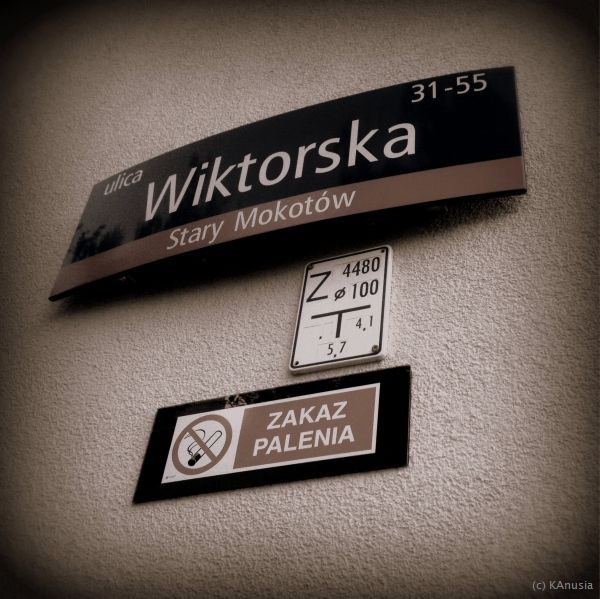 31-55
ulica
Wiktorska
Stary Mokotów
Z 4480
ø 100
4,1
5,7
ZAKAZ
PALENIA
(c) KAnusia